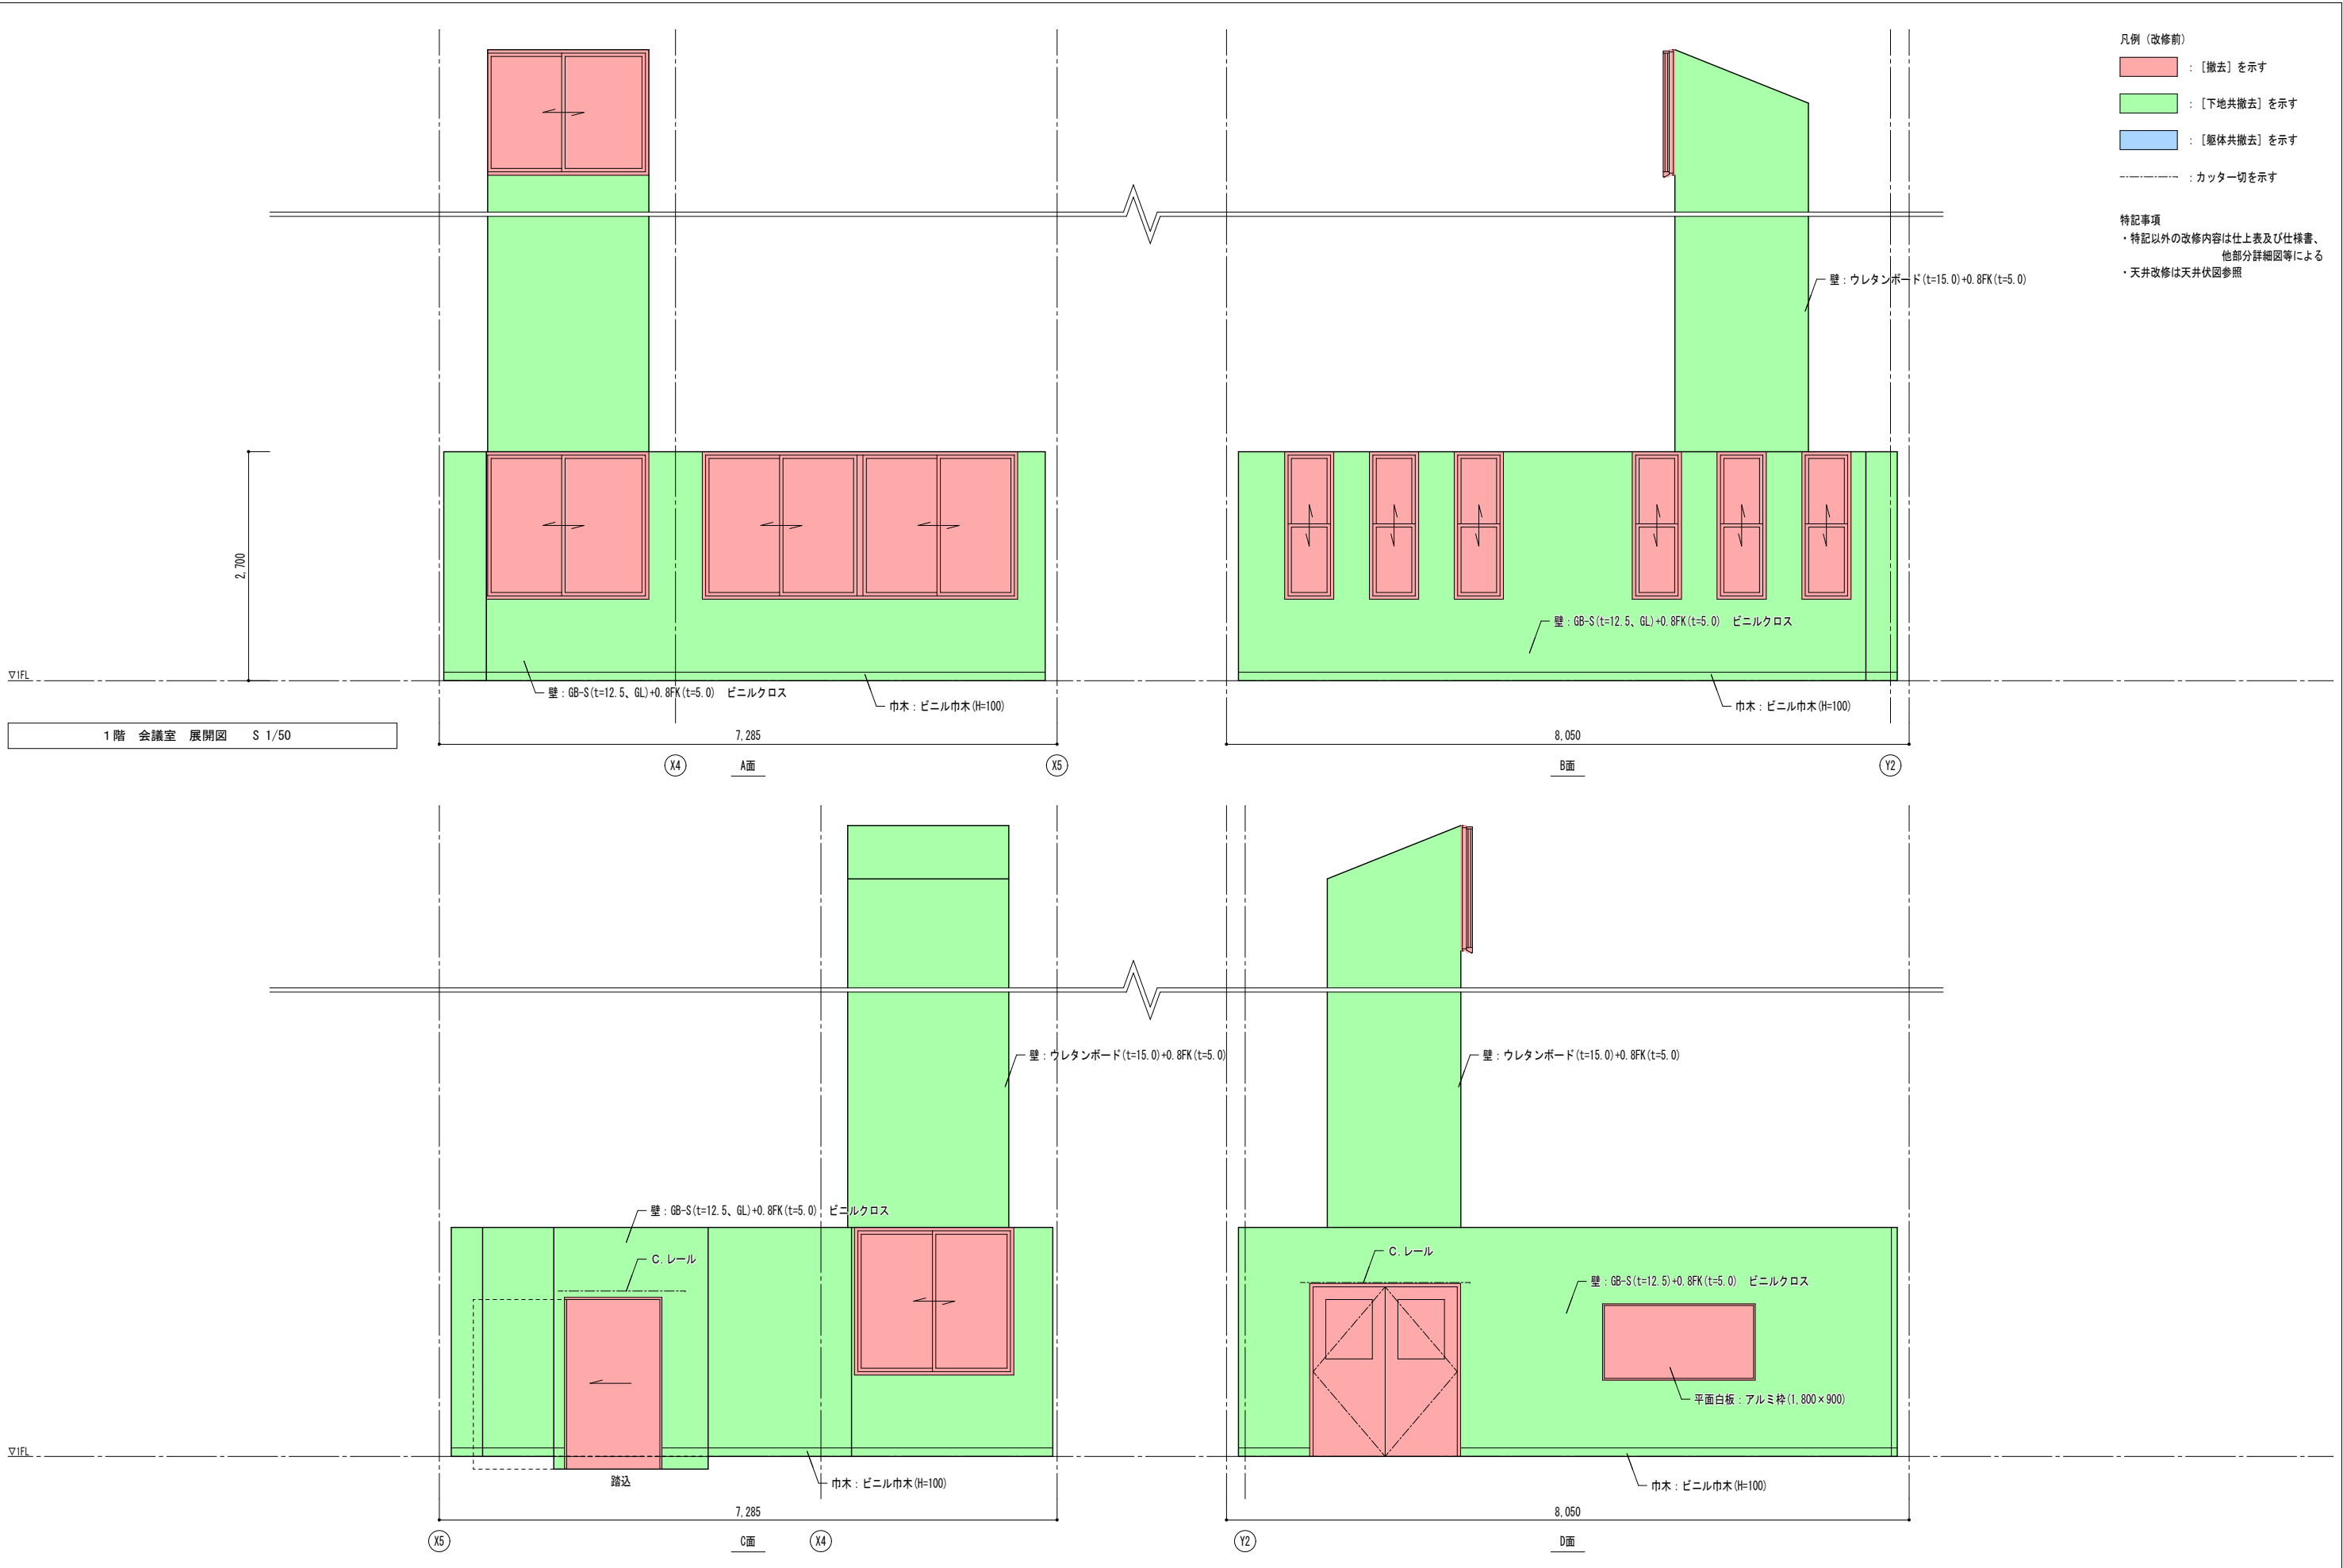 凡例（改修前）
：［撤去］を示す
：［下地共撤去］を示す
：［躯体共撤去］を示す
：カッター切を示す
特記事項
・特記以外の改修内容は仕上表及び仕様書、
他部分詳細図等による
・天井改修は天井伏図参照
壁：ウレタンボード(t=15.0)+0.8FK(t=5.0)
2,700
壁：GB-S(t=12.5、GL)+0.8FK(t=5.0)　ビニルクロス
▽1FL
壁：GB-S(t=12.5、GL)+0.8FK(t=5.0)　ビニルクロス
巾木：ビニル巾木(H=100)
巾木：ビニル巾木(H=100)
1階　会議室　展開図　　S 1/50
7,285
8,050
X4
A面
X5
B面
Y2
壁：ウレタンボード(t=15.0)+0.8FK(t=5.0)
壁：ウレタンボード(t=15.0)+0.8FK(t=5.0)
壁：GB-S(t=12.5、GL)+0.8FK(t=5.0)　ビニルクロス
C.レール
C.レール
壁：GB-S(t=12.5)+0.8FK(t=5.0)　ビニルクロス
平面白板：アルミ枠(1,800×900)
▽1FL
踏込
巾木：ビニル巾木(H=100)
巾木：ビニル巾木(H=100)
7,285
8,050
X5
C面
X4
Y2
D面